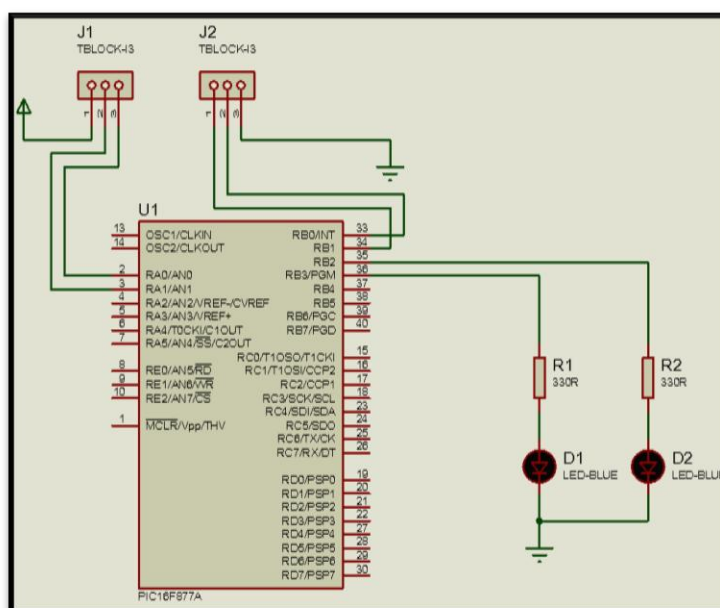 J1
TBLOCK-I3
J2
TBLOCK-I3
1
2
3
1
2
3
U1
13
OSC1/CLKIN
14
OSC2/CLKOUT
2
RA0/AN0
3
RA1/AN1
4
RA2/AN2/VREF-/CVREF
5
RA3/AN3/VREF+
6
RA4/T0CKI/C1OUT
7
RA5/AN4/SS/C2OUT
8
RE0/AN5/RD
9
RE1/AN6/WR
10
RE2/AN7/CS
1
MCLR/Vpp/THV
RB0/INT
33
RB1
34
RB2
35
RB3/PGM
36
RB4
37
RB5
38
RB6/PGC
39
RB7/PGD
40
RC0/T1OSO/T1CKI
15
RC1/T1OSI/CCP2
16
RC2/CCP1
17
RC3/SCK/SCL
18
RC4/SDI/SDA
23
RC5/SDO
24
RC6/TX/CK
25
RC7/RX/DT
26
RD0/PSP0
19
RD1/PSP1
20
RD2/PSP2
21
RD3/PSP3
22
RD4/PSP4
27
RD5/PSP5
28
RD6/PSP6
29
RD7/PSP7
30
PIC16F877A
R1
330R
R2
330R
D1
LED-BLUE
D2
LED-BLUE